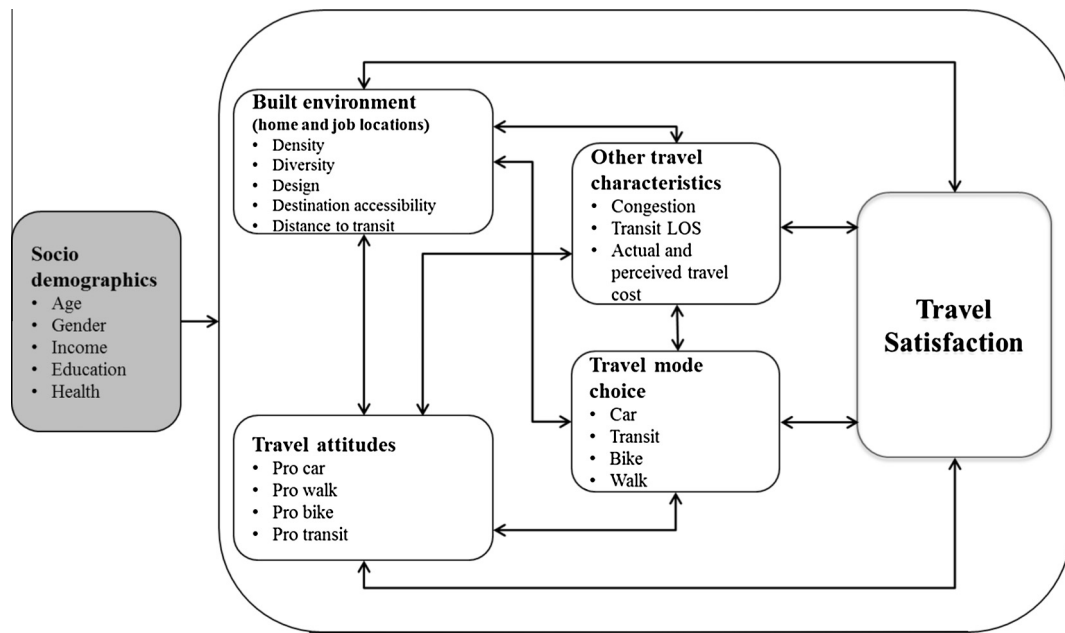 Socio
demographics
• Age
• Gender
• Income
• Education
• Health
Built environment
(home and job locations)
• Density
• Diversity
• Design
• Destination accessibility
• Distance to transit
Travel attitudes
• Pro car
• Pro walk
• Pro bike
• Pro transit
Other travel
characteristics
• Congestion
• Transit LOS
• Actual and
perceived travel
cost
Travel mode
choice
• Car
• Transit
• Bike
• Walk
Travel
Satisfaction